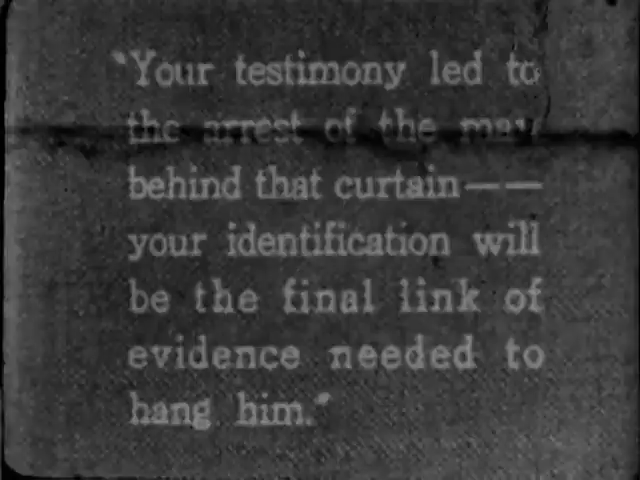 "Your testimony led to
the arrest of the man
behind that curtain——
your identification will
be the final link of
evidence needed to
hang him."